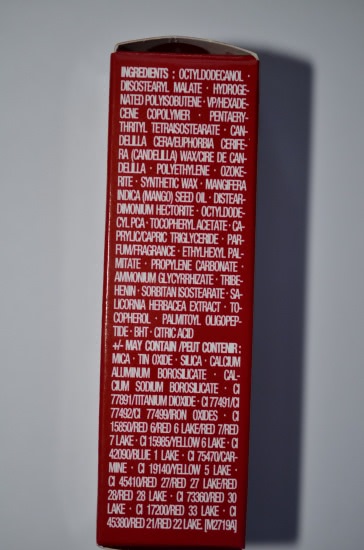 INGREDIENTS : OCTYLDODECANOL ·
DIISOSTEARYL MALATE · HYDROGE-
NATED POLYISOBUTENE · VP/HEXADE-
CENE COPOLYMER · PENTAERY-
THRITYL TETRAISOSTEARATE · CAN-
DELILLA CERA/EUPHORBIA CERIFE-
RA (CANDELILLA) WAX/CIRE DE CAN-
DELILLA · POLYETHYLENE · OZOKE-
RITE · SYNTHETIC WAX · MANGIFERA
INDICA (MANGO) SEED OIL · DISTEAR-
DIMONIUM HECTORITE · OCTYLDODE-
CYL PCA · TOCOPHERYL ACETATE · CA-
PRYLIC/CAPRIC TRIGLYCERIDE · PAR-
FUM/FRAGRANCE · ETHYLHEXYL PAL-
MITATE · PROPYLENE CARBONATE ·
AMMONIUM GLYCYRRHIZATE · TRIBE-
HENIN · SORBITAN ISOSTEARATE · SA-
LICORNIA HERBACEA EXTRACT · TO-
COPHEROL · PALMITOYL OLIGOPEP-
TIDE · BHT · CITRIC ACID
+/- MAY CONTAIN /PEUT CONTENIR :
MICA · TIN OXIDE · SILICA · CALCIUM
ALUMINUM BOROSILICATE · CAL-
CIUM SODIUM BOROSILICATE · CI
77891/TITANIUM DIOXIDE · CI 77491/CI
77492/CI 77499/IRON OXIDES · CI
15850/RED 6/RED 6 LAKE/RED 7/RED
7 LAKE · CI 15985/YELLOW 6 LAKE · CI
42090/BLUE 1 LAKE · CI 75470/CAR-
MINE · CI 19140/YELLOW 5 LAKE ·
CI 45410/RED 27/RED 27 LAKE/RED
28/RED 28 LAKE · CI 73360/RED 30
LAKE · CI 17200/RED 33 LAKE · CI
45380/RED 21/RED 22 LAKE [M2719A]